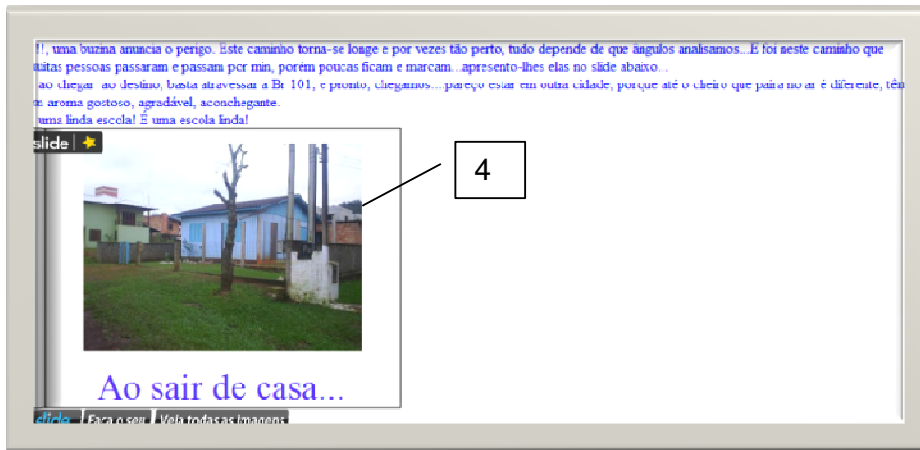 !!, uma buzina anuncia o perigo. Este caminho torna-se longe e por vezes tão perto, tudo depende de que ângulos analisamos...E foi neste caminho que
uitas pessoas passaram e passam por min, porém poucas ficam e marcam...apresento-lhes elas no slide abaixo...
ao chegar ao destino, basta atravessar a Br 101, e pronto, chegamos... pareço estar em outra cidade, porque até o cheiro que paira no ar é diferente, tên
m aroma gostoso, agradável, aconchegante.
uma linda escola! É uma escola linda!
slide
4
Ao sair de casa...
slide Faça o seu Veja todas as imagens